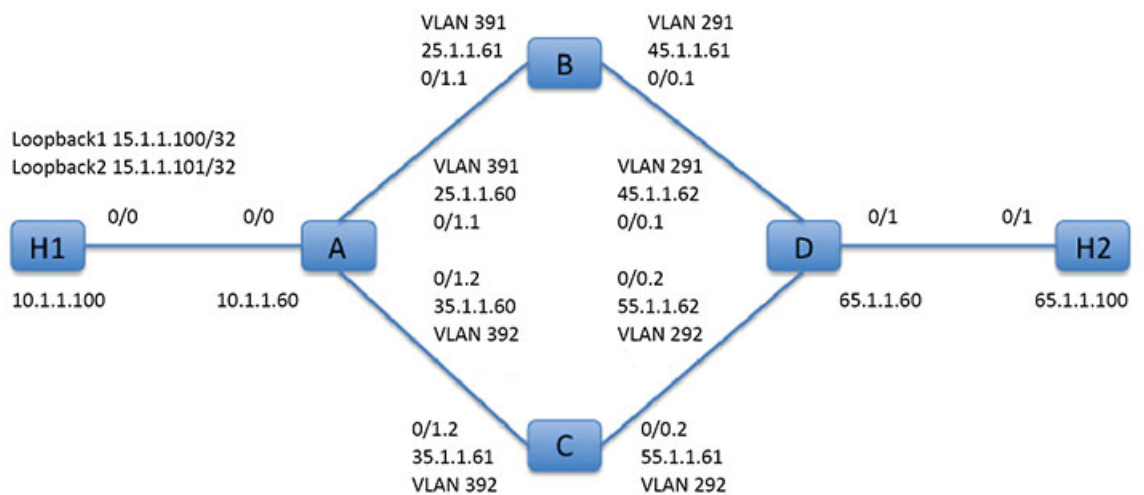 VLAN 391
25.1.1.61
0/1.1
B
VLAN 291
45.1.1.61
0/0.1
Loopback1 15.1.1.100/32
Loopback2 15.1.1.101/32
VLAN 391
25.1.1.60
0/1.1
VLAN 291
45.1.1.62
0/0.1
0/0
0/0
0/1
0/1
H1
A
D
H2
10.1.1.100
10.1.1.60
0/1.2
35.1.1.60
VLAN 392
0/0.2
55.1.1.62
VLAN 292
65.1.1.60
65.1.1.100
0/1.2
35.1.1.61
VLAN 392
C
0/0.2
55.1.1.61
VLAN 292